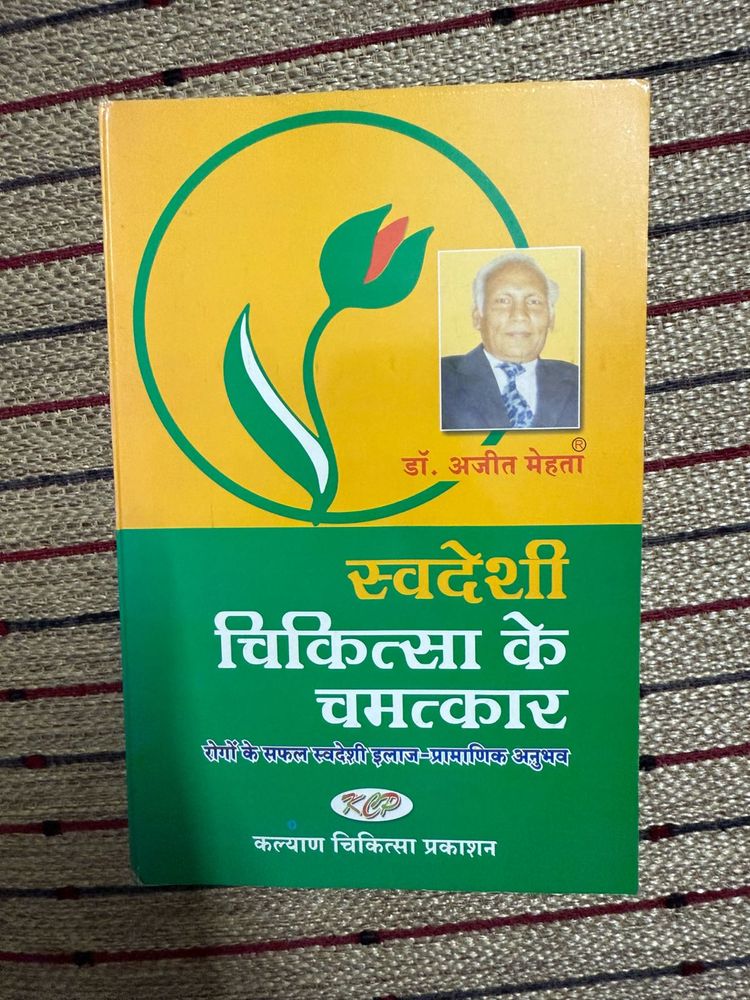 ®
डॉ. अजीत मेहता
स्वदेशी
चिकित्सा के
चमत्कार
रोगों के सफल स्वदेशी इलाज-प्रामाणिक अनुभव
KCP
कल्याण चिकित्सा प्रकाशन